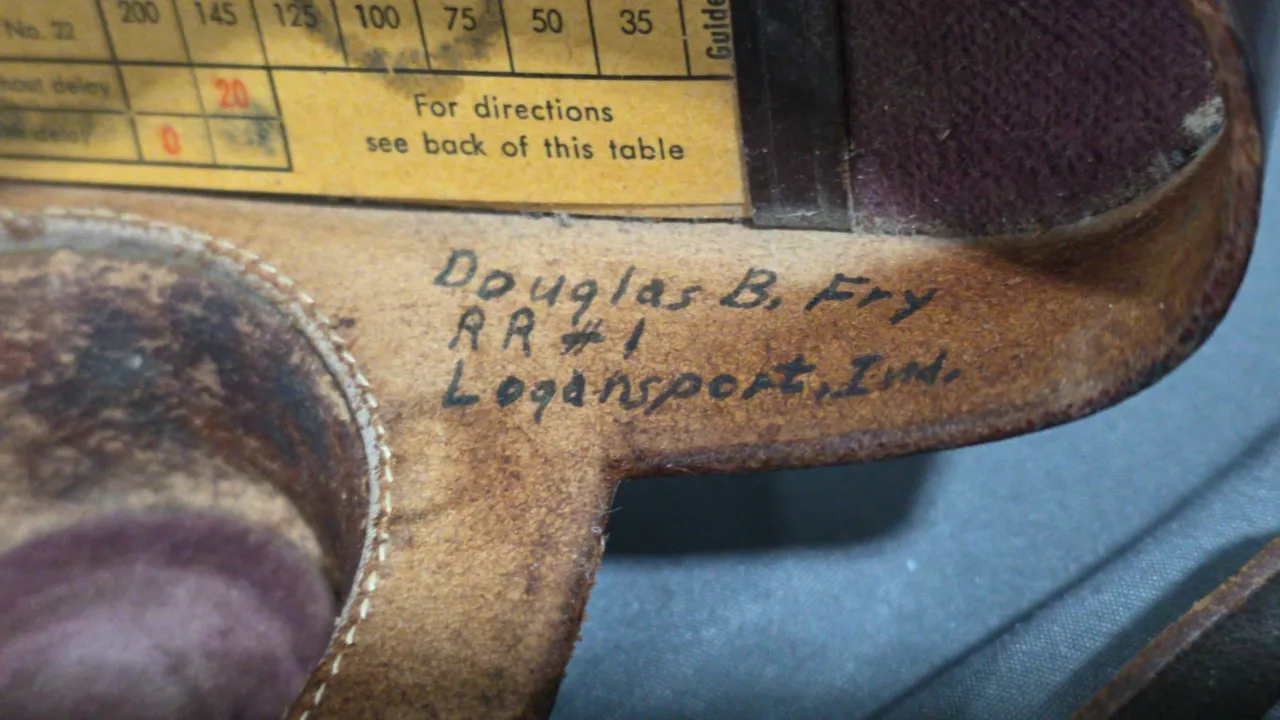 No. 22 200 145 125 100 75 50 35 Guide
20
0
For directions
see back of this table
Douglas B. Fry
RR #1
Logansport, Ind.